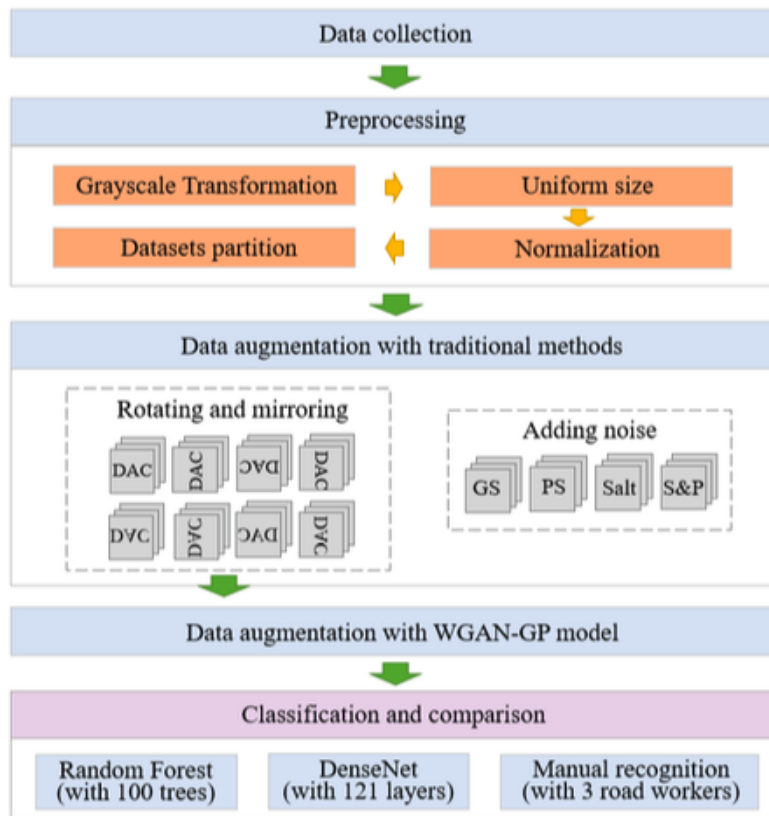 Data collection
Preprocessing
Grayscale Transformation
Uniform size
Datasets partition
Normalization
Data augmentation with traditional methods
Rotating and mirroring
DAC DAC DAC DAC
DAC DAC DAC DAC
Adding noise
GS PS Salt S&P
Data augmentation with WGAN-GP model
Classification and comparison
Random Forest
(with 100 trees)
DenseNet
(with 121 layers)
Manual recognition
(with 3 road workers)